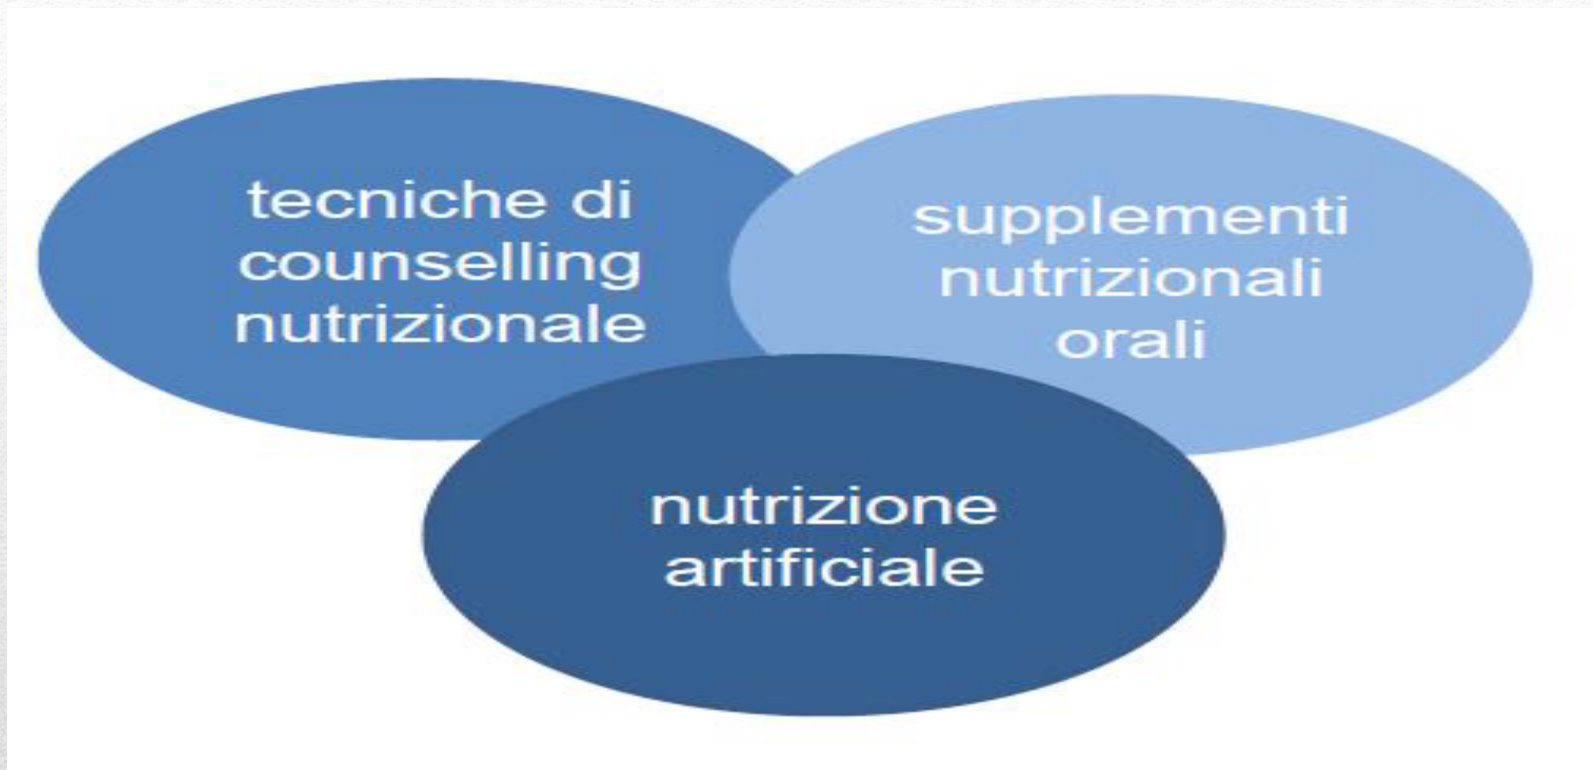 tecniche di
counselling
nutrizionale
supplementi
nutrizionali
orali
nutrizione
artificiale